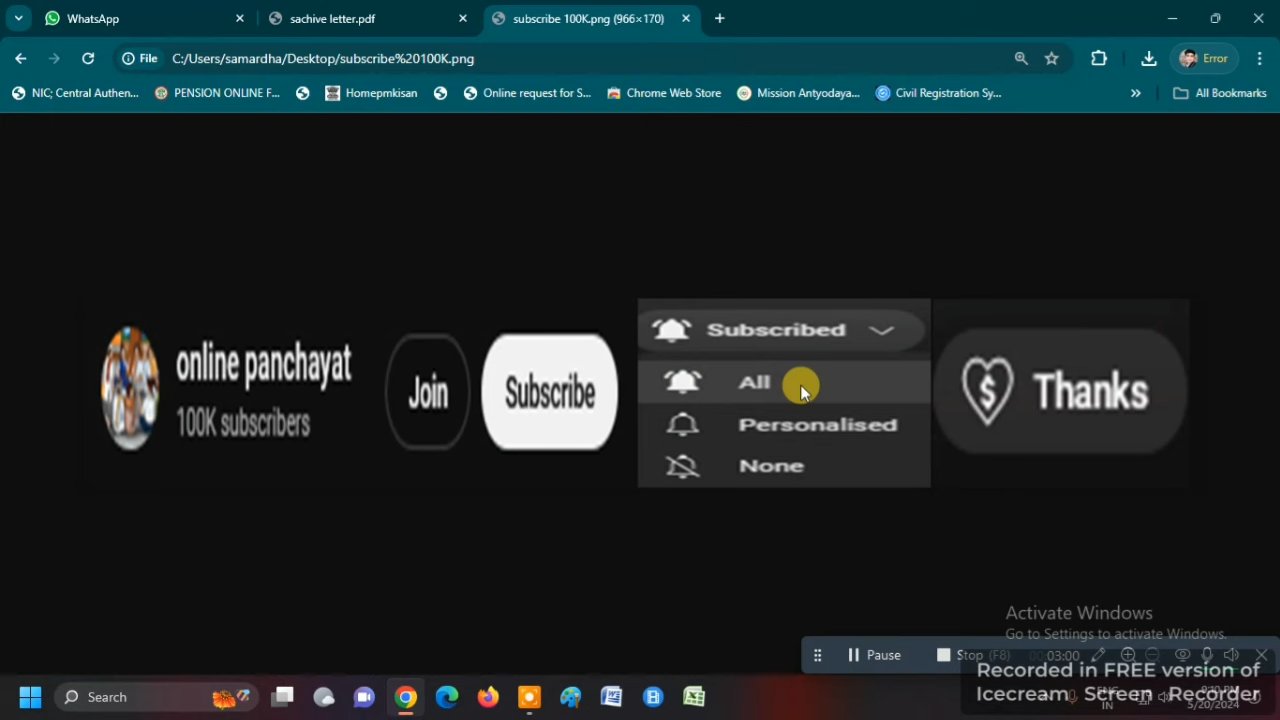 WhatsApp
sachive letter.pdf
subscribe 100K.png (966×170)
File
C:/Users/samardha/Desktop/subscribe%20100K.png
Error
NIC; Central Authen...
PENSION ONLINE F...
Homepmkisan
Online request for S...
Chrome Web Store
Mission Antyodaya...
Civil Registration Sy...
All Bookmarks
online panchayat
100K subscribers
Join
Subscribe
Subscribed
All
Personalised
None
$
Thanks
Activate Windows
Go to Settings to activate Windows.
Pause
Stop (F8)
03:00
Recorded in FREE version of
Icecream Screen Recorder
Search
IN
5/20/2024